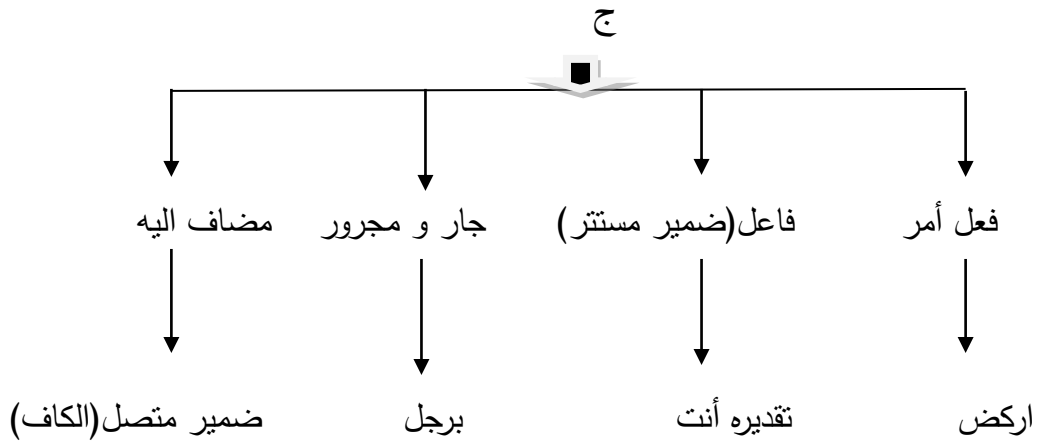 ج
فعل أمر فاعل(ضمير مستتر) جار و مجرور مضاف اليه
اركض تقديره أنت برجل ضمير متصل(الكاف)